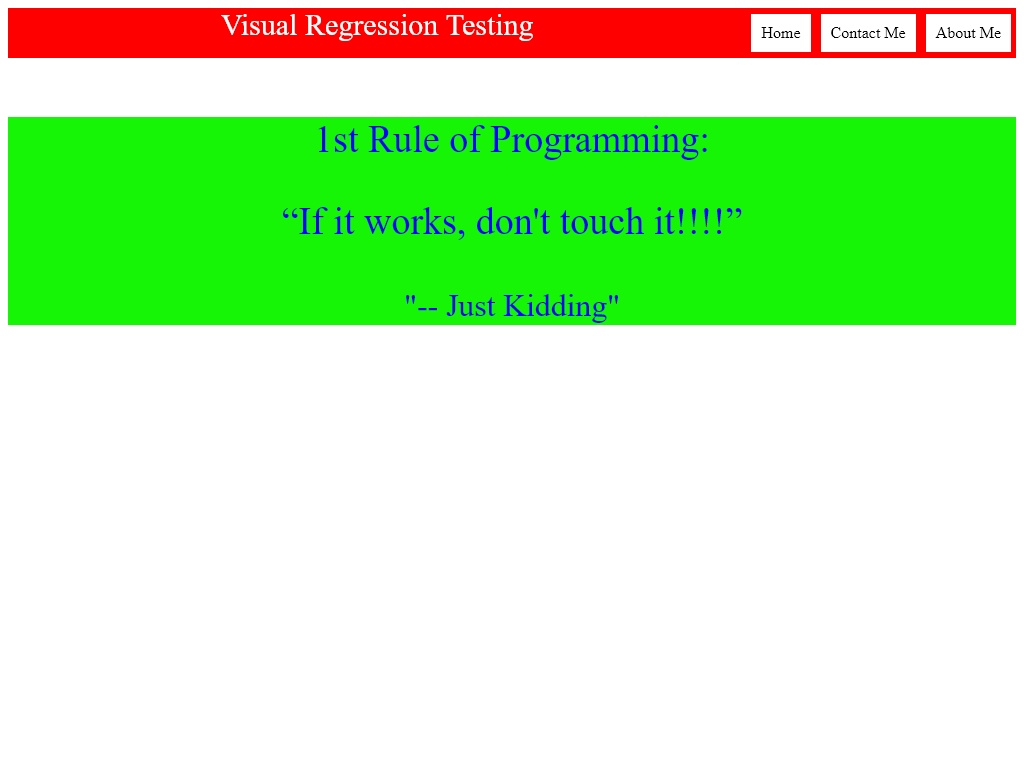 Visual Regression Testing
Home
Contact Me
About Me
1st Rule of Programming:
“If it works, don't touch it!!!!”
"-- Just Kidding"